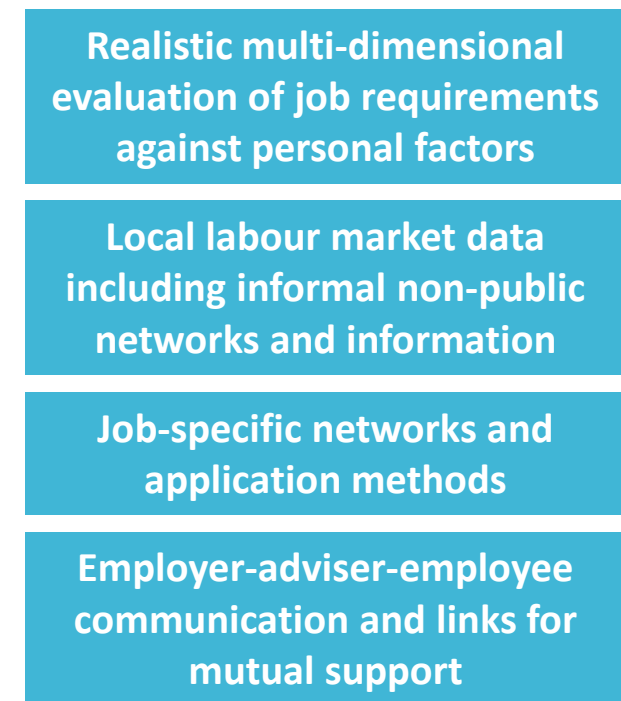 Realistic multi-dimensional
evaluation of job requirements
against personal factors
Local labour market data
including informal non-public
networks and information
Job-specific networks and
application methods
Employer-adviser-employee
communication and links for
mutual support